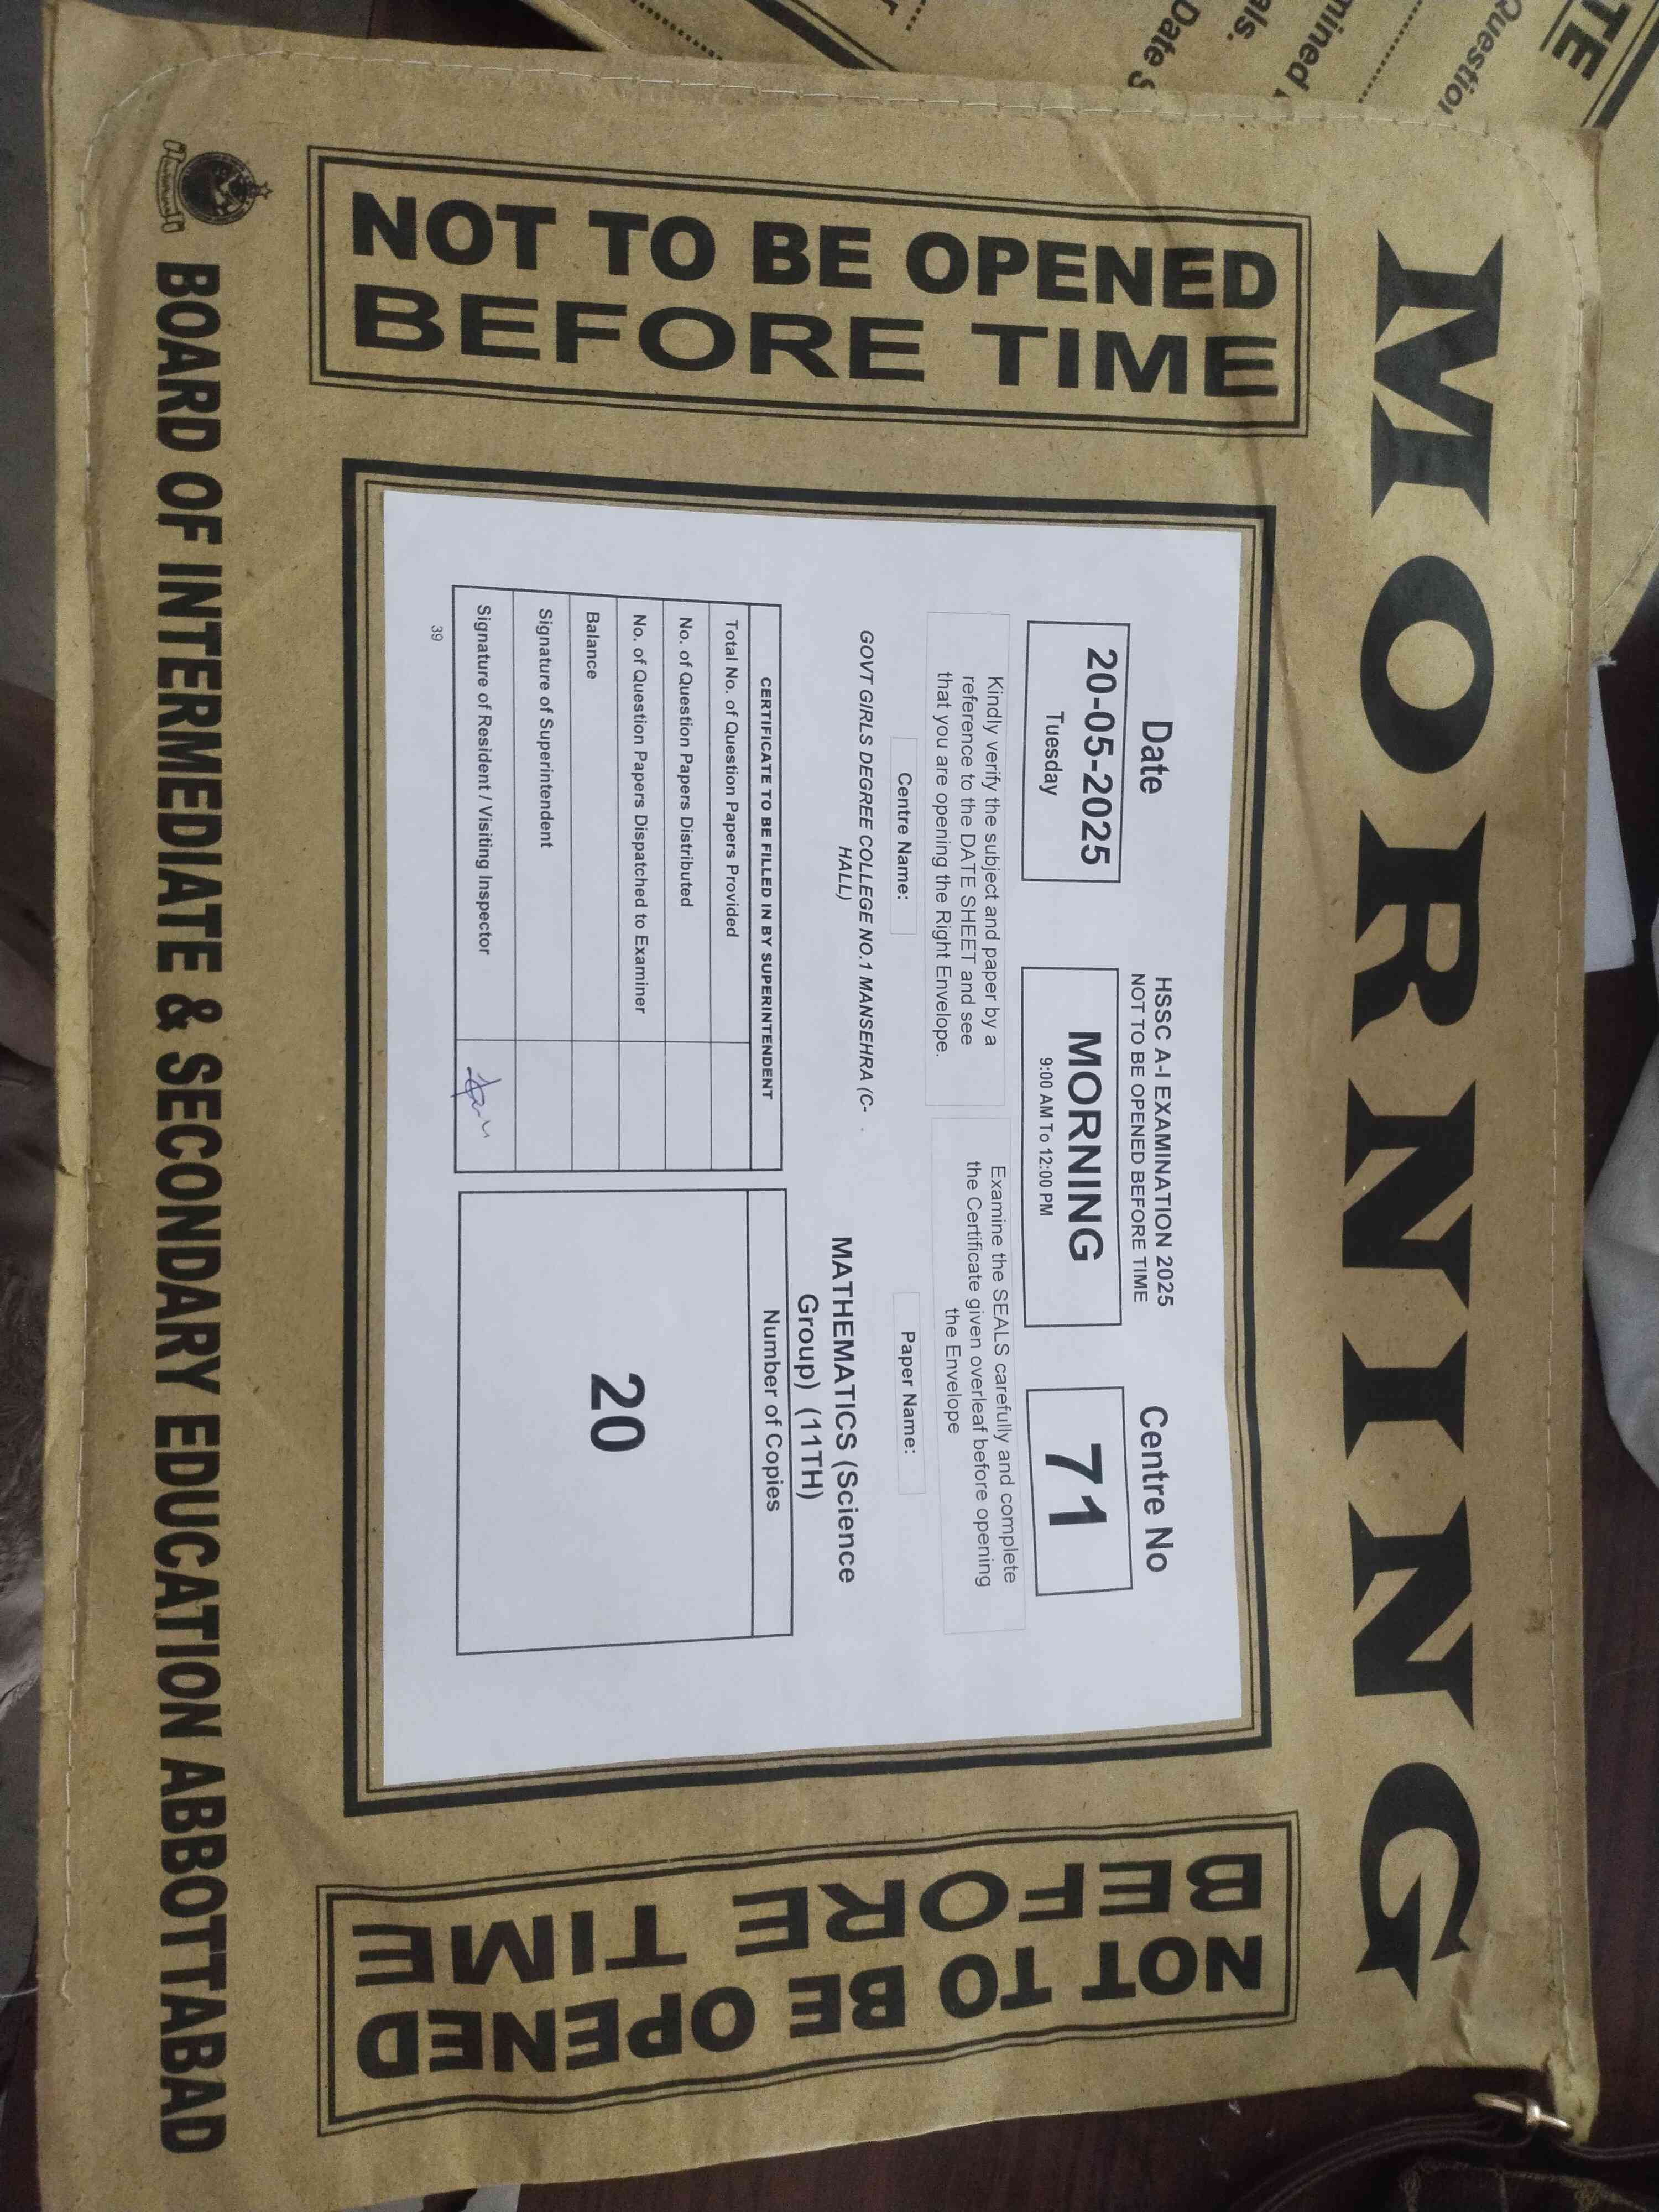 MORNING
NOT TO BE OPENED
BEFORE TIME
HSSC A-I EXAMINATION 2025
NOT TO BE OPENED BEFORE TIME
Date
20-05-2025
Tuesday
MORNING
9:00 AM To 12:00 PM
Centre No
71
Kindly verify the subject and paper by a
reference to the DATE SHEET and see
that you are opening the Right Envelope.
Examine the SEALS carefully and complete
the Certificate given overleaf before opening
the Envelope
Centre Name:
GOVT GIRLS DEGREE COLLEGE NO.1 MANSEHRA (C-
HALL)
Paper Name:
MATHEMATICS (Science
Group) (11TH)
CERTIFICATE TO BE FILLED IN BY SUPERINTENDENT
Total No. of Question Papers Provided
No. of Question Papers Distributed
No. of Question Papers Dispatched to Examiner
Balance
Signature of Superintendent
Signature of Resident / Visiting Inspector
Number of Copies
20
39
NOT TO BE OPENED
BEFORE TIME
BOARD OF INTERMEDIATE & SECONDARY EDUCATION ABBOTTABAD
TE
Date